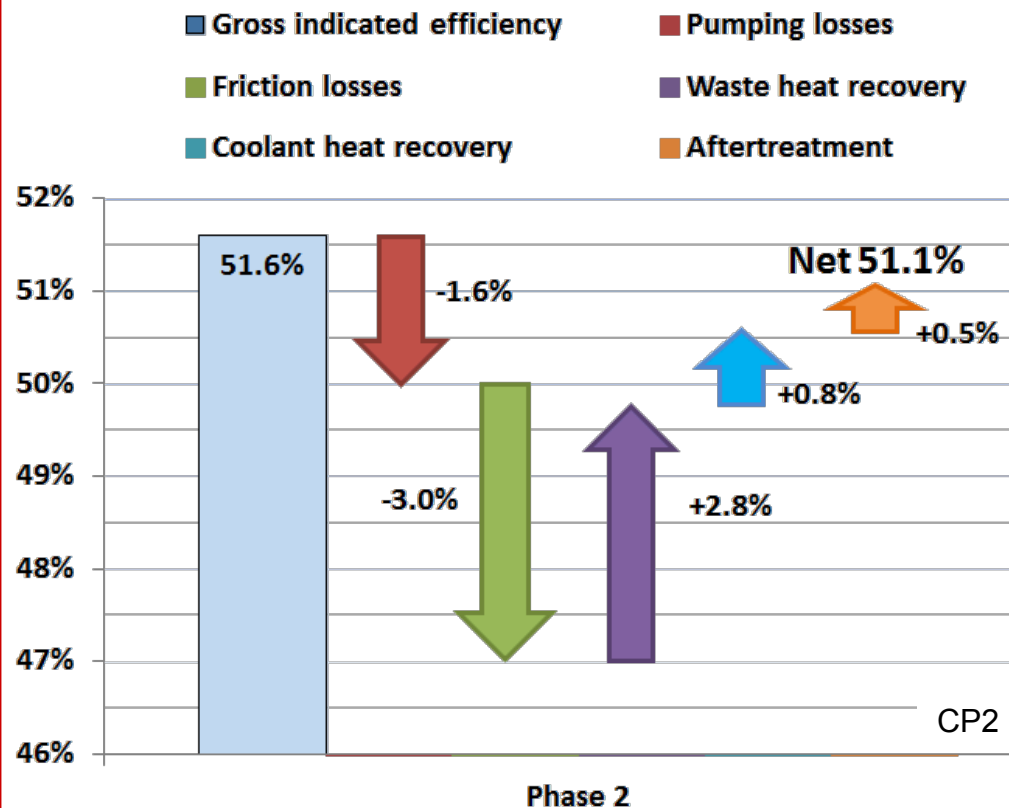 Gross indicated efficiency Pumping losses
Friction losses Waste heat recovery
Coolant heat recovery Aftertreatment
52%
51.6%
Net 51.1%
51%
-1.6%
+0.5%
50%
+0.8%
49%
-3.0%
+2.8%
48%
47%
CP2
46%
Phase 2